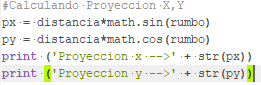 #Calculando Proyeccion X,Y
px = distancia*math.sin(rumbo)
py = distancia*math.cos(rumbo)
print ('Proyeccion x -->' + str(px))
print ('Proyeccion y -->' + str(py))